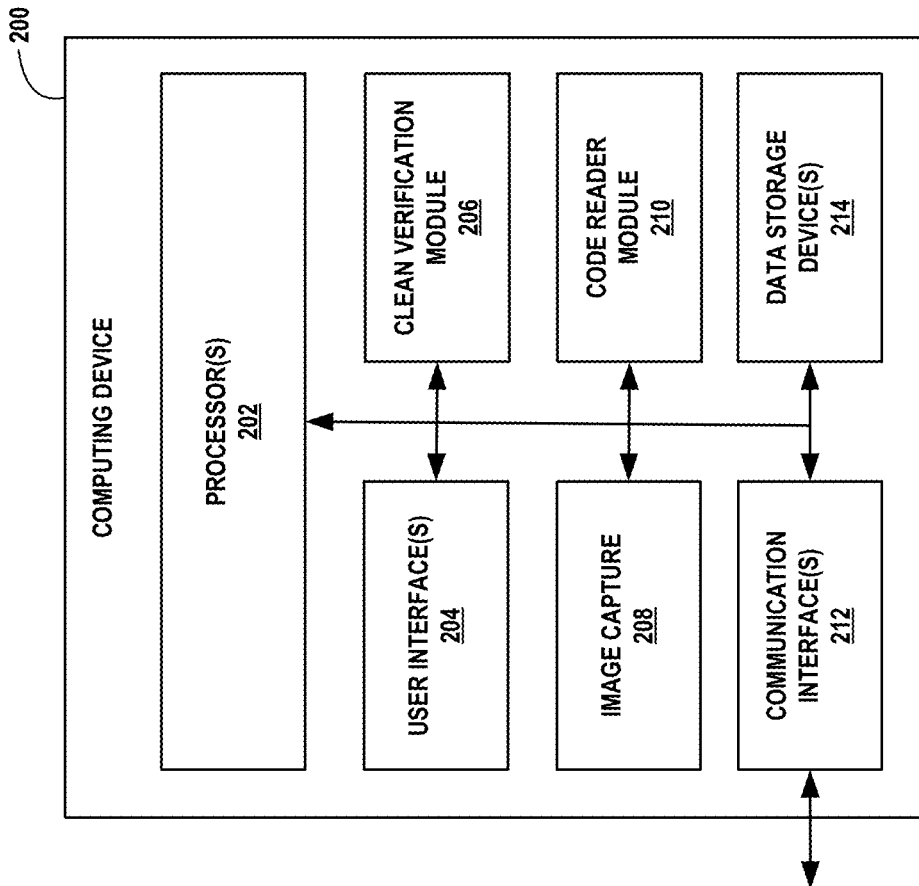 200
COMPUTING DEVICE
PROCESSOR(S)
202
USER INTERFACE(S)
204
CLEAN VERIFICATION
MODULE
206
IMAGE CAPTURE
208
CODE READER
MODULE
210
COMMUNICATION
INTERFACE(S)
212
DATA STORAGE
DEVICE(S)
214